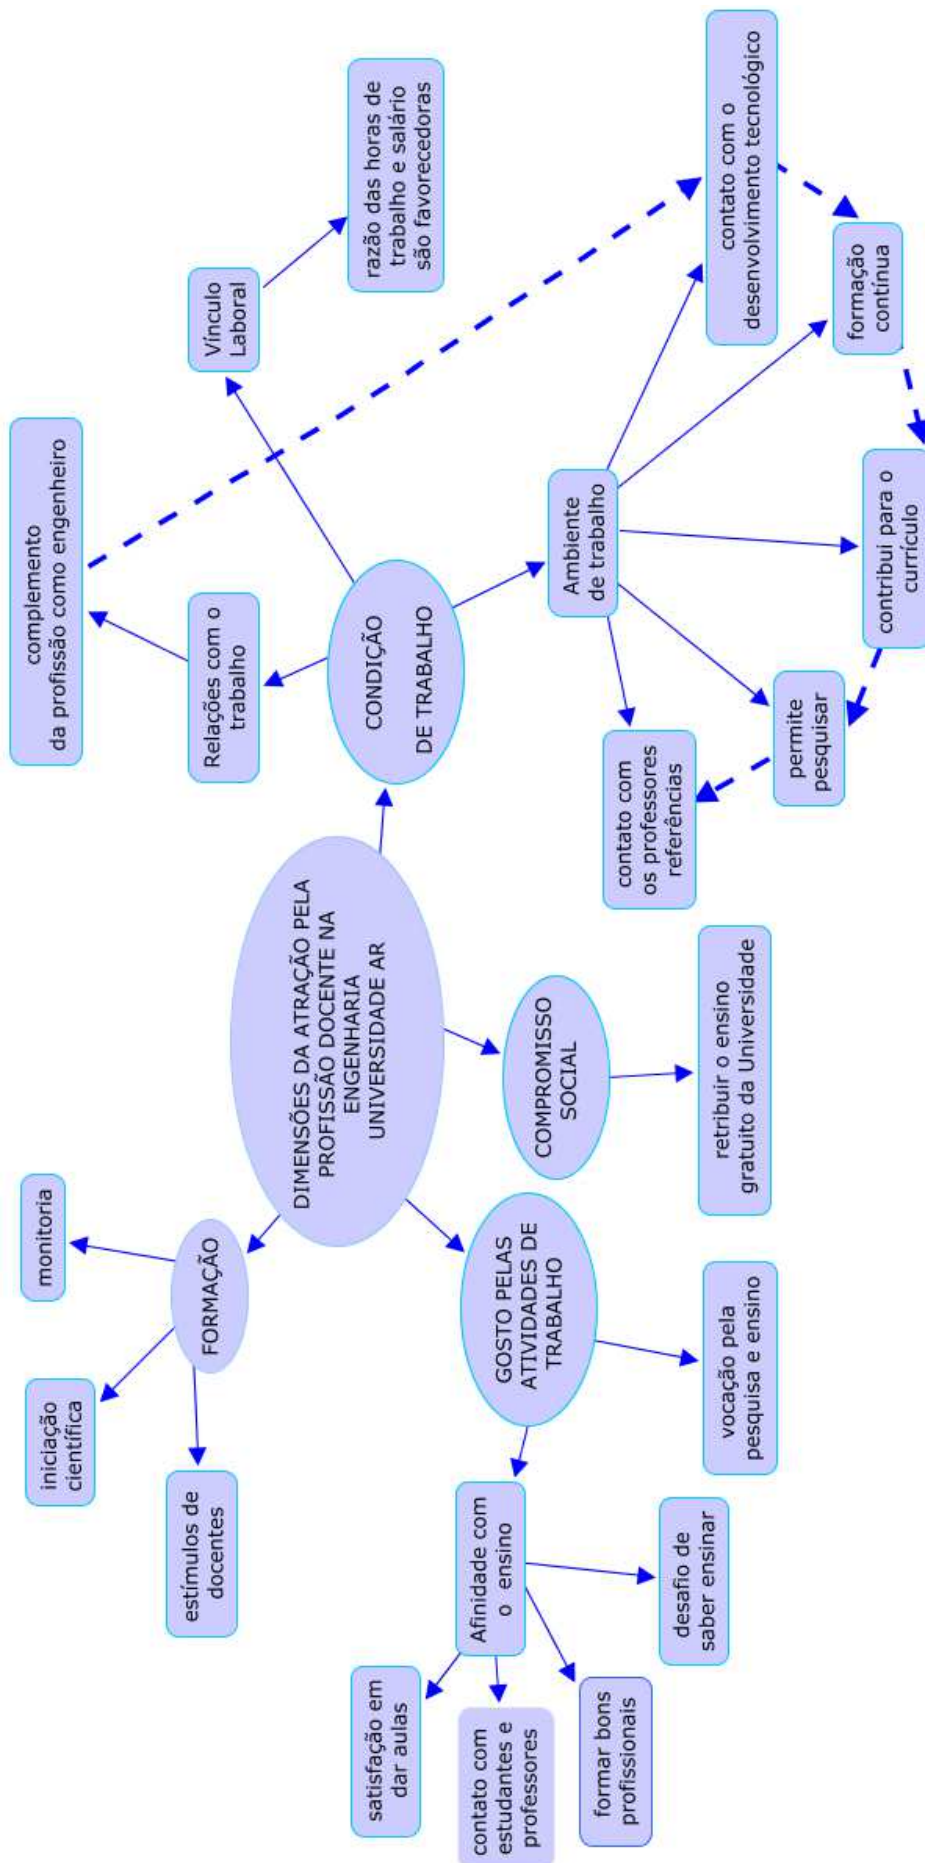 monitoria
iniciação
científica
estímulos de
docentes
FORMAÇÃO
DIMENSÕES DA ATRAÇÃO PELA
PROFISSÃO DOCENTE NA
ENGENHARIA
UNIVERSIDADE AR
complemento
da profissão como engenheiro
Relações com o
trabalho
CONDIÇÃO
DE TRABALHO
Vínculo
Laboral
razão das horas de
trabalho e salário
são favorecedoras
satisfação em
dar aulas
contato com
estudantes e
professores
formar bons
profissionais
Afinidade com
o ensino
desafio de
saber ensinar
GOSTO PELAS
ATIVIDADES DE
TRABALHO
vocação pela
pesquisa e ensino
COMPROMISSO
SOCIAL
retribuir o ensino
gratuito da Universidade
Ambiente
de trabalho
contato com
os professores
referências
permite
pesquisar
contribui para o
currículo
formação
contínua
contato com o
desenvolvimento tecnológico